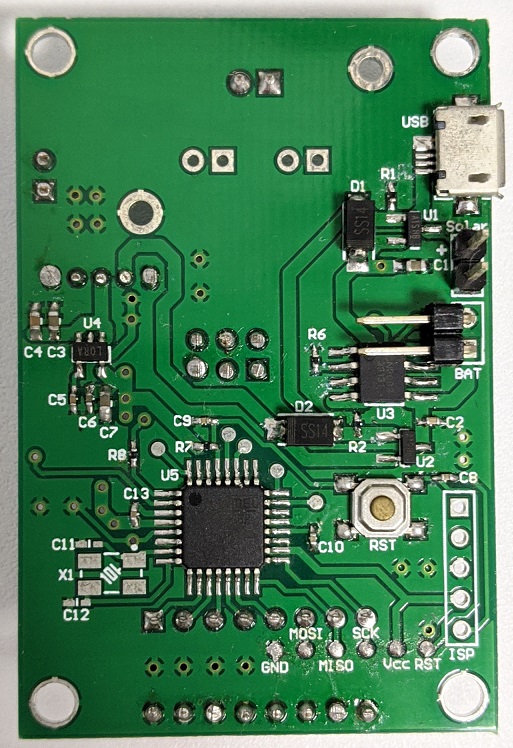 USB
R1
D1
U1
SS14
Solar
+
C1
U4
LORA
C4 C3
R6
BAT
U3
C5
C6
C7
C9
D2
SS14
C2
R2
U2
R7
R8
U5
C8
C13
C11
C10
RST
X1
C12
MOSI SCK
GND MISO Vcc RST ISP